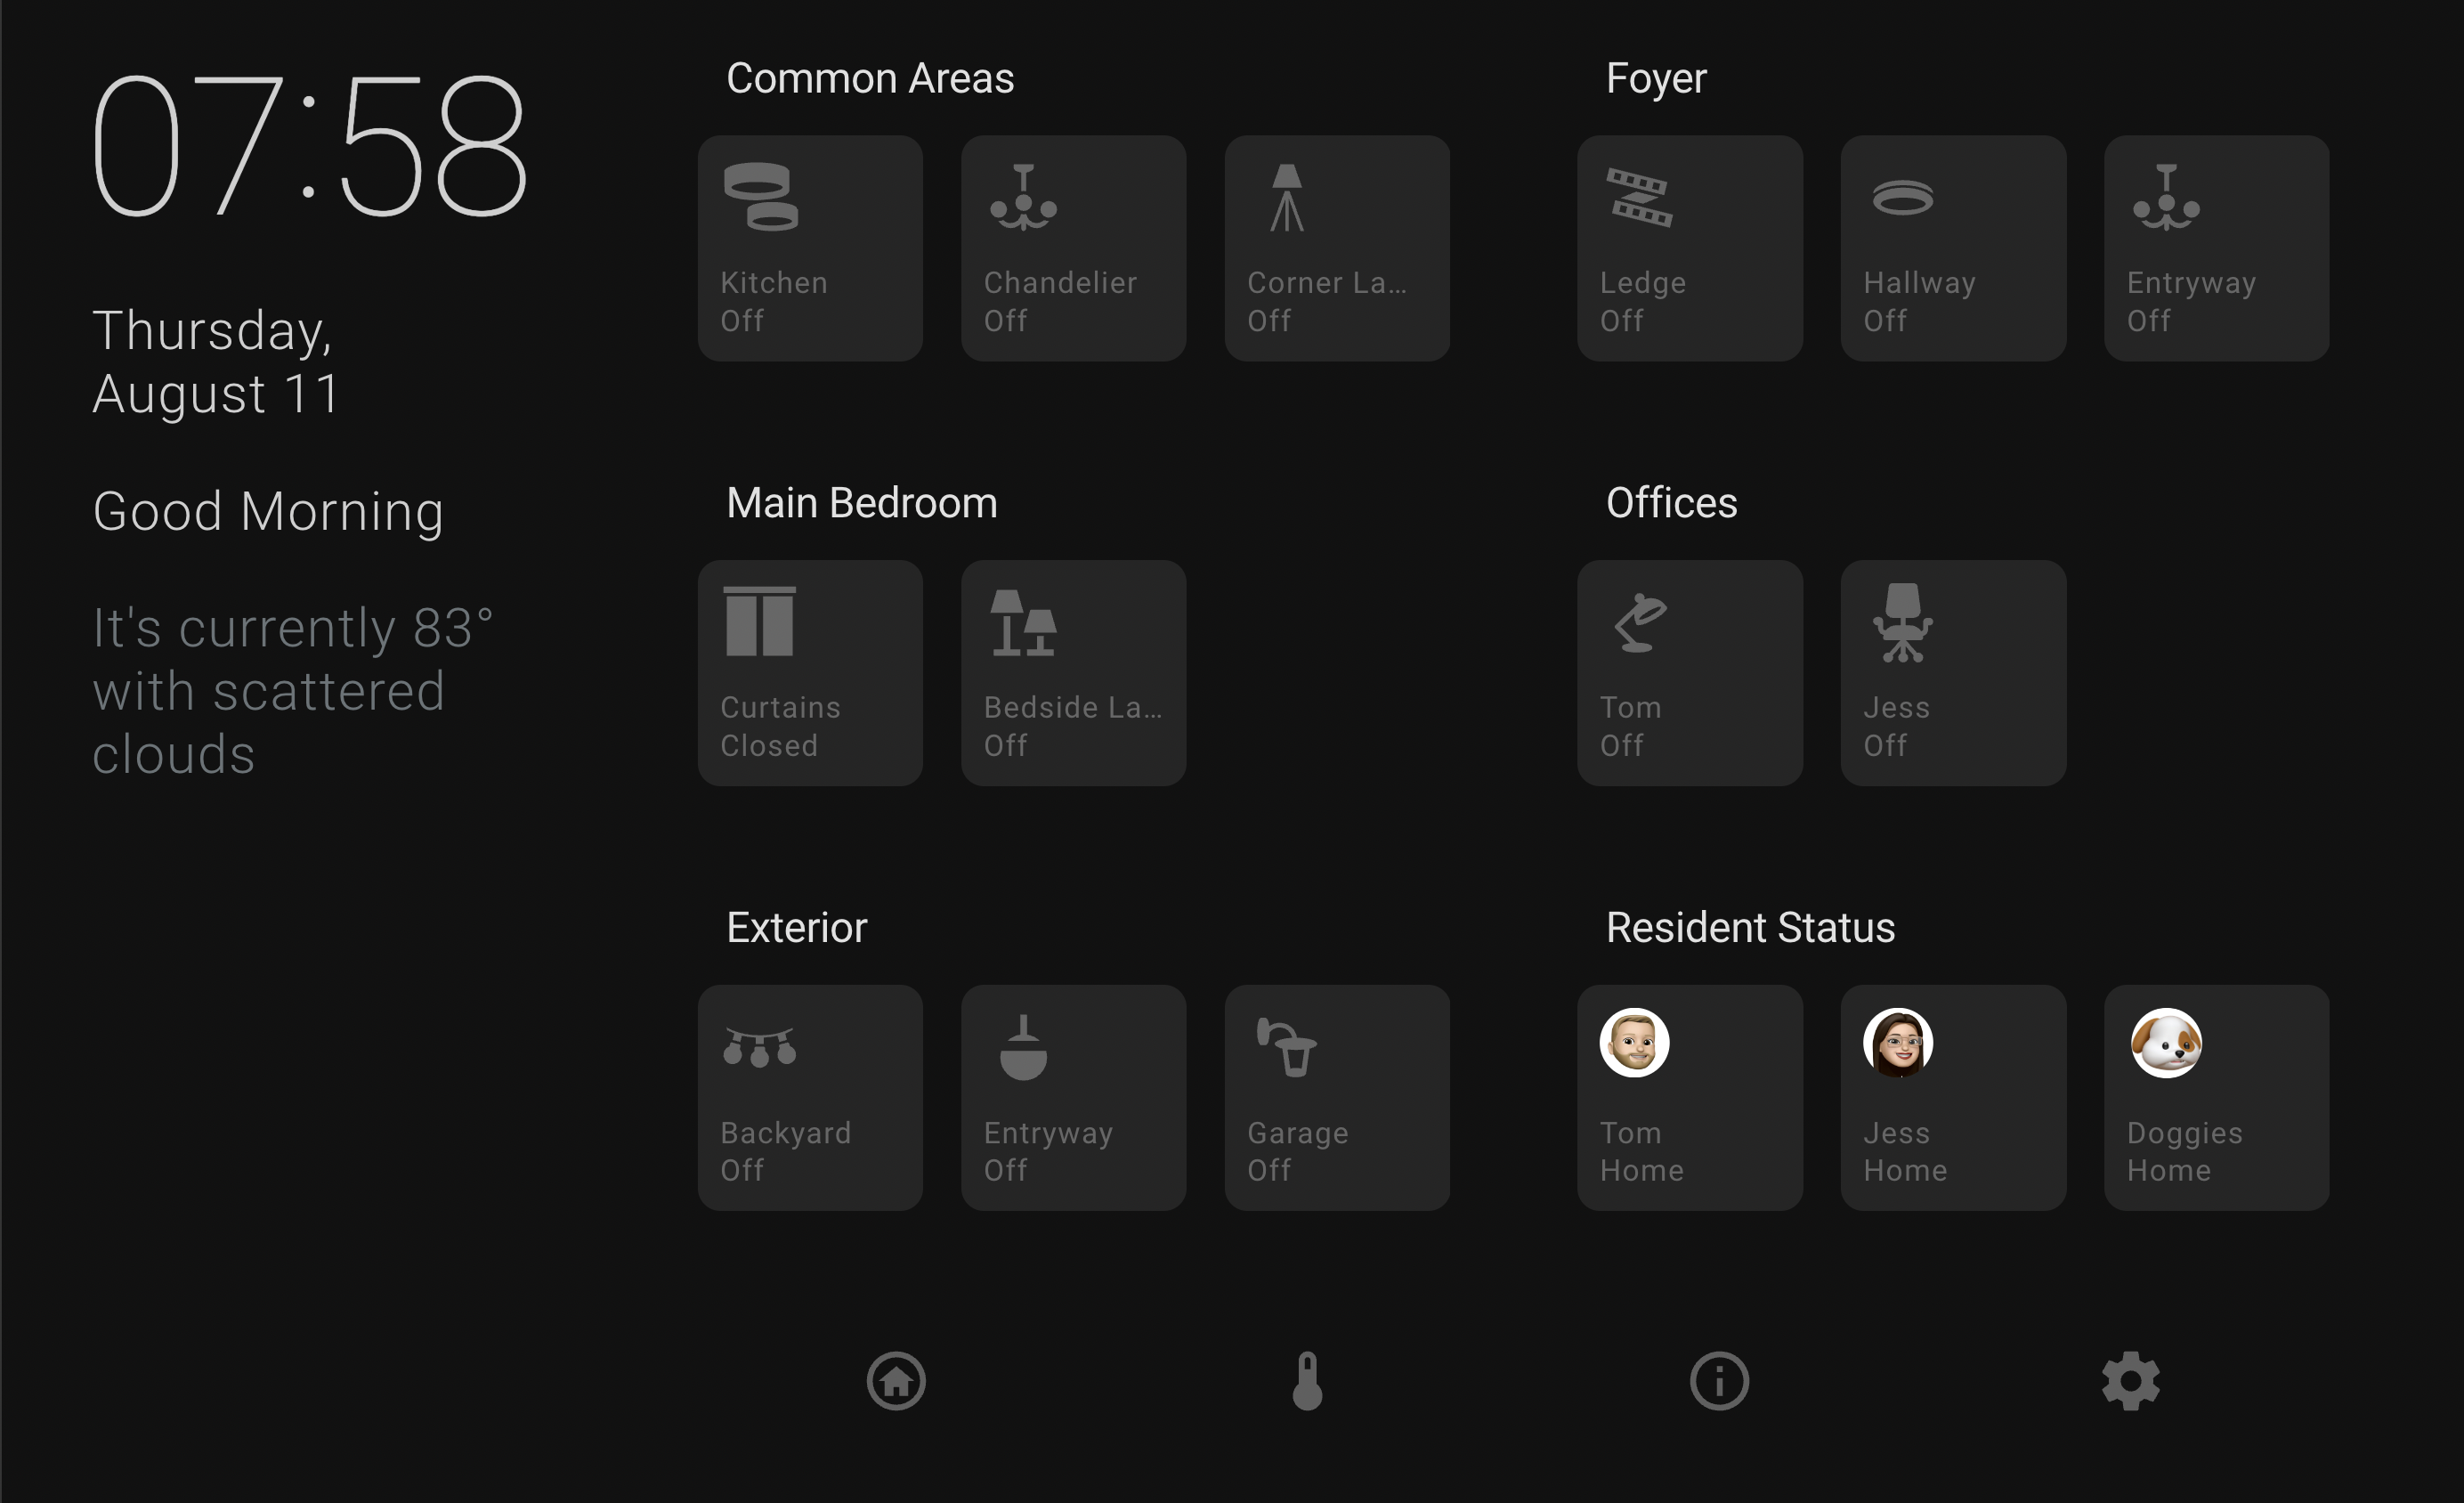 07:58
Thursday,
August 11
Good Morning
It's currently 83°
with scattered
clouds
Common Areas
Kitchen
Off
Chandelier
Off
Corner La...
Off
Foyer
Ledge
Off
Hallway
Off
Entryway
Off
Main Bedroom
Curtains
Closed
Bedside La...
Off
Offices
Tom
Off
Jess
Off
Exterior
Backyard
Off
Entryway
Off
Garage
Off
Resident Status
Tom
Home
Jess
Home
Doggies
Home